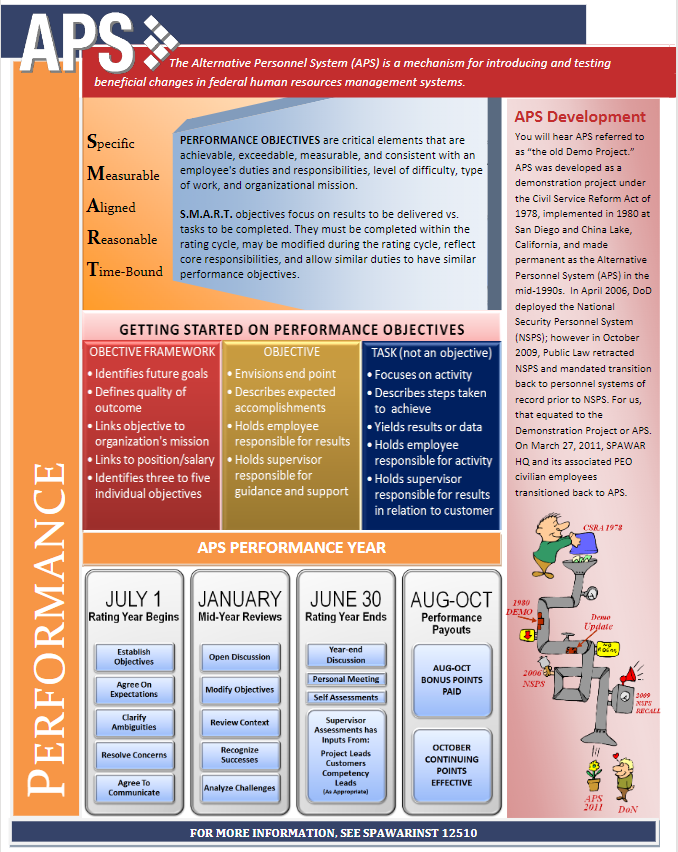 APS
The Alternative Personnel System (APS) is a mechanism for introducing and testing
beneficial changes in federal human resources management systems.
Specific
Measurable
Aligned
Reasonable
Time-Bound
PERFORMANCE OBJECTIVES are critical elements that are
achievable, exceedable, measurable, and consistent with an
employee's duties and responsibilities, level of difficulty, type
of work, and organizational mission.
S.M.A.R.T. objectives focus on results to be delivered vs.
tasks to be completed. They must be completed within the
rating cycle, may be modified during the rating cycle, reflect
core responsibilities, and allow similar duties to have similar
performance objectives.
GETTING STARTED ON PERFORMANCE OBJECTIVES
OBECTIVE FRAMEWORK
• Identifies future goals
• Defines quality of
outcome
• Links objective to
organization's mission
• Links to position/salary
• Identifies three to five
individual objectives
OBJECTIVE
• Envisions end point
• Describes expected
accomplishments
• Holds employee
responsible for results
• Holds supervisor
responsible for
guidance and support
TASK (not an objective)
• Focuses on activity
• Describes steps taken
to achieve
• Yields results or data
• Holds employee
responsible for activity
• Holds supervisor
responsible for results
in relation to customer
APS PERFORMANCE YEAR
JULY 1
Rating Year Begins
Establish
Objectives
Agree On
Expectations
Clarify
Ambiguities
Resolve Concerns
Agree To
Communicate
JANUARY
Mid-Year Reviews
Open Discussion
Modify Objectives
Review Context
Recognize
Successes
Analyze Challenges
JUNE 30
Rating Year Ends
Year-end
Discussion
Personal Meeting
Self Assessments
Supervisor
Assessments has
Inputs From:
Project Leads
Customers
Competency
Leads
(As Appropriate)
AUG-OCT
Performance
Payouts
AUG-OCT
BONUS POINTS
PAID
OCTOBER
CONTINUING
POINTS
EFFECTIVE
PERFORMANCE
APS Development
You will hear APS referred to
as “the old Demo Project.”
APS was developed as a
demonstration project under
the Civil Service Reform Act of
1978, implemented in 1980 at
San Diego and China Lake,
California, and made
permanent as the Alternative
Personnel System (APS) in the
mid-1990s. In April 2006, DoD
deployed the National
Security Personnel System
(NSPS); however in October
2009, Public Law retracted
NSPS and mandated transition
back to personnel systems of
record prior to NSPS. For us,
that equated to the
Demonstration Project or APS.
On March 27, 2011, SPAWAR
HQ and its associated PEO
civilian employees
transitioned back to APS.
CSRA 1978
1980
DEMO
Demo
Update
2006
NSPS
2009
NSPS
RECALL
APS
2011
DoN
FOR MORE INFORMATION, SEE SPAWARINST 12510